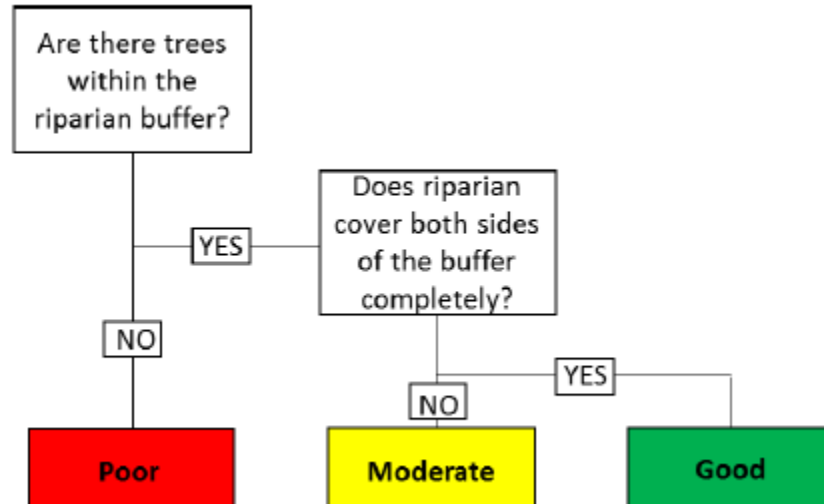 Are there trees
within the
riparian buffer?
Does riparian
cover both sides
of the buffer
completely?
YES
NO
YES
NO
Poor
Moderate
Good